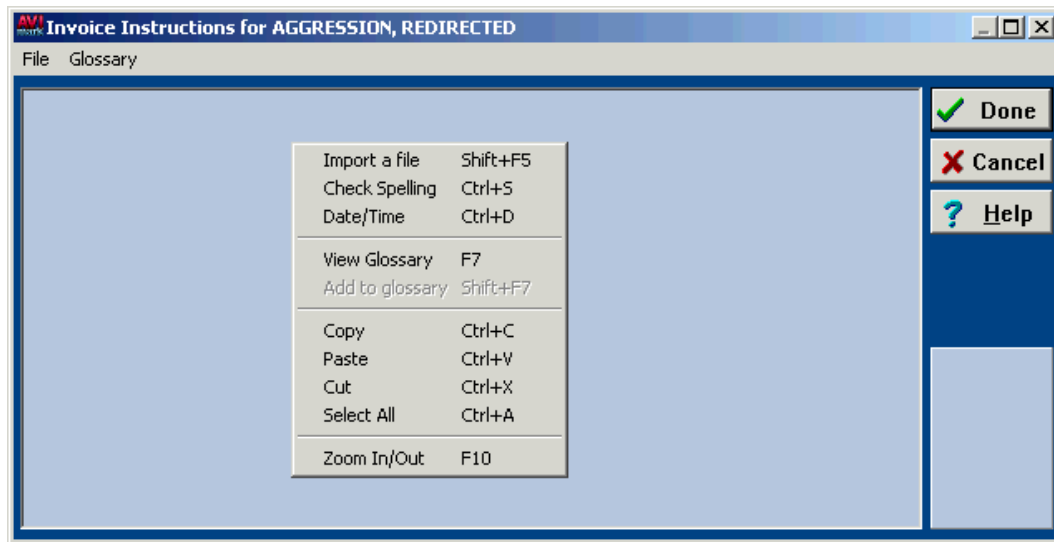 AVI mark Invoice Instructions for AGGRESSION, REDIRECTED
File Glossary
Done
Cancel
Help
Import a file Shift+F5
Check Spelling Ctrl+S
Date/Time Ctrl+D
View Glossary F7
Add to glossary Shift+F7
Copy Ctrl+C
Paste Ctrl+V
Cut Ctrl+X
Select All Ctrl+A
Zoom In/Out F10